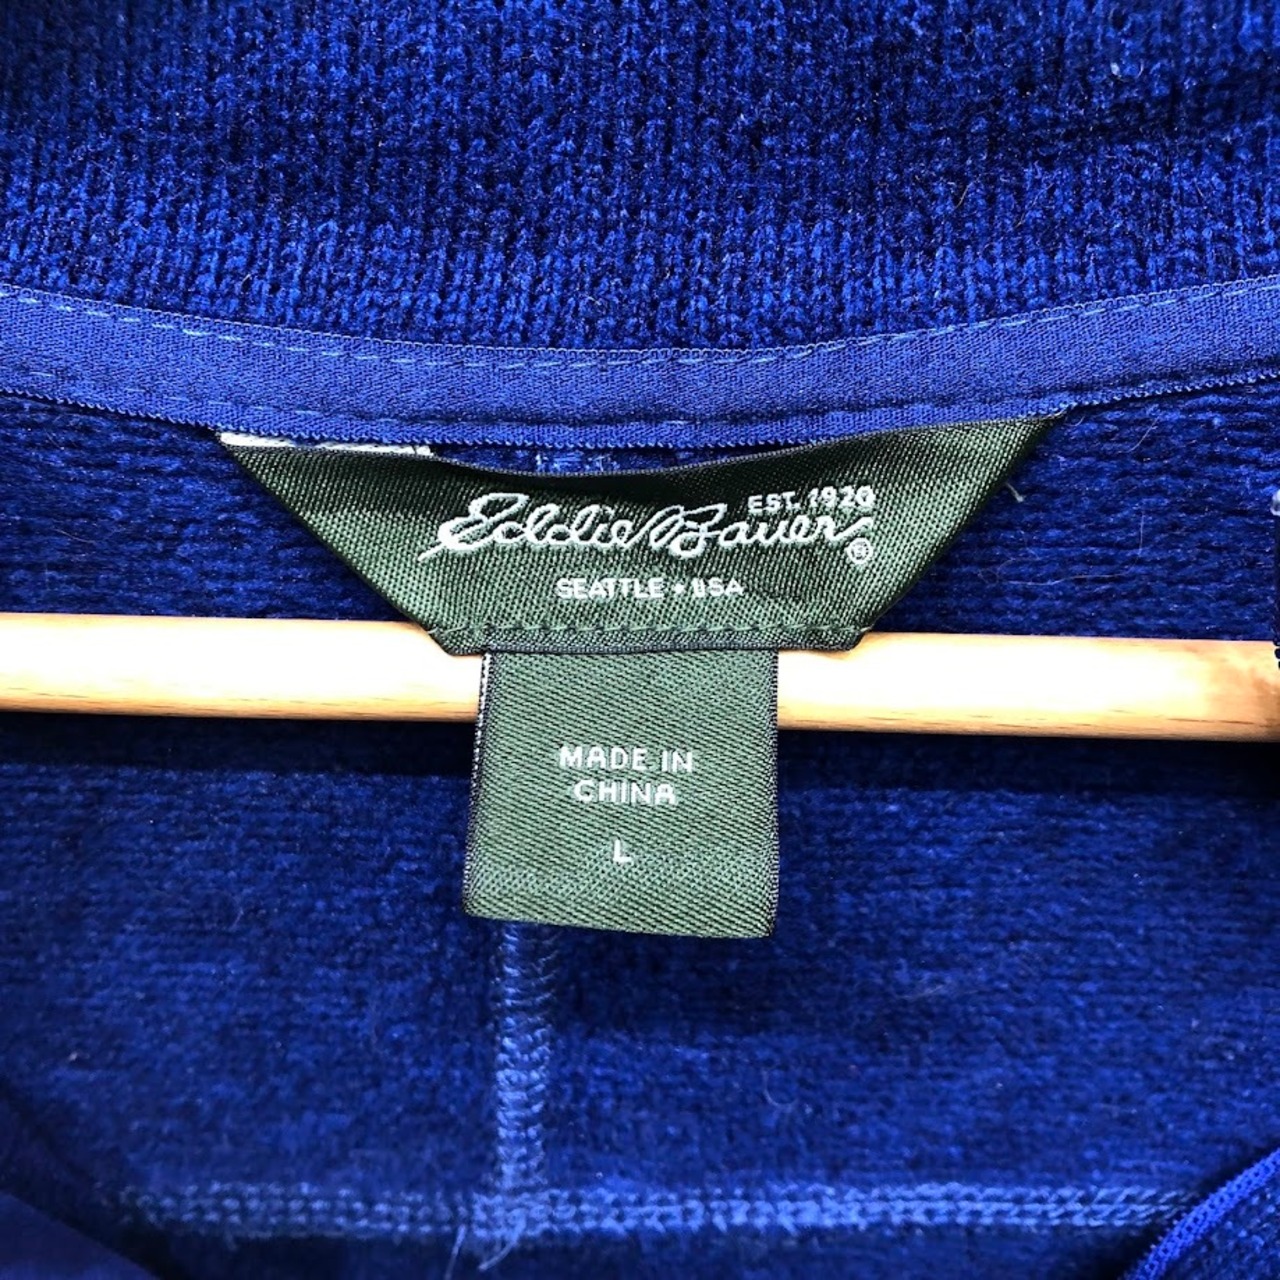 EST. 1920
Eddie Bauer®
SEATTLE • USA
MADE IN
CHINA
L